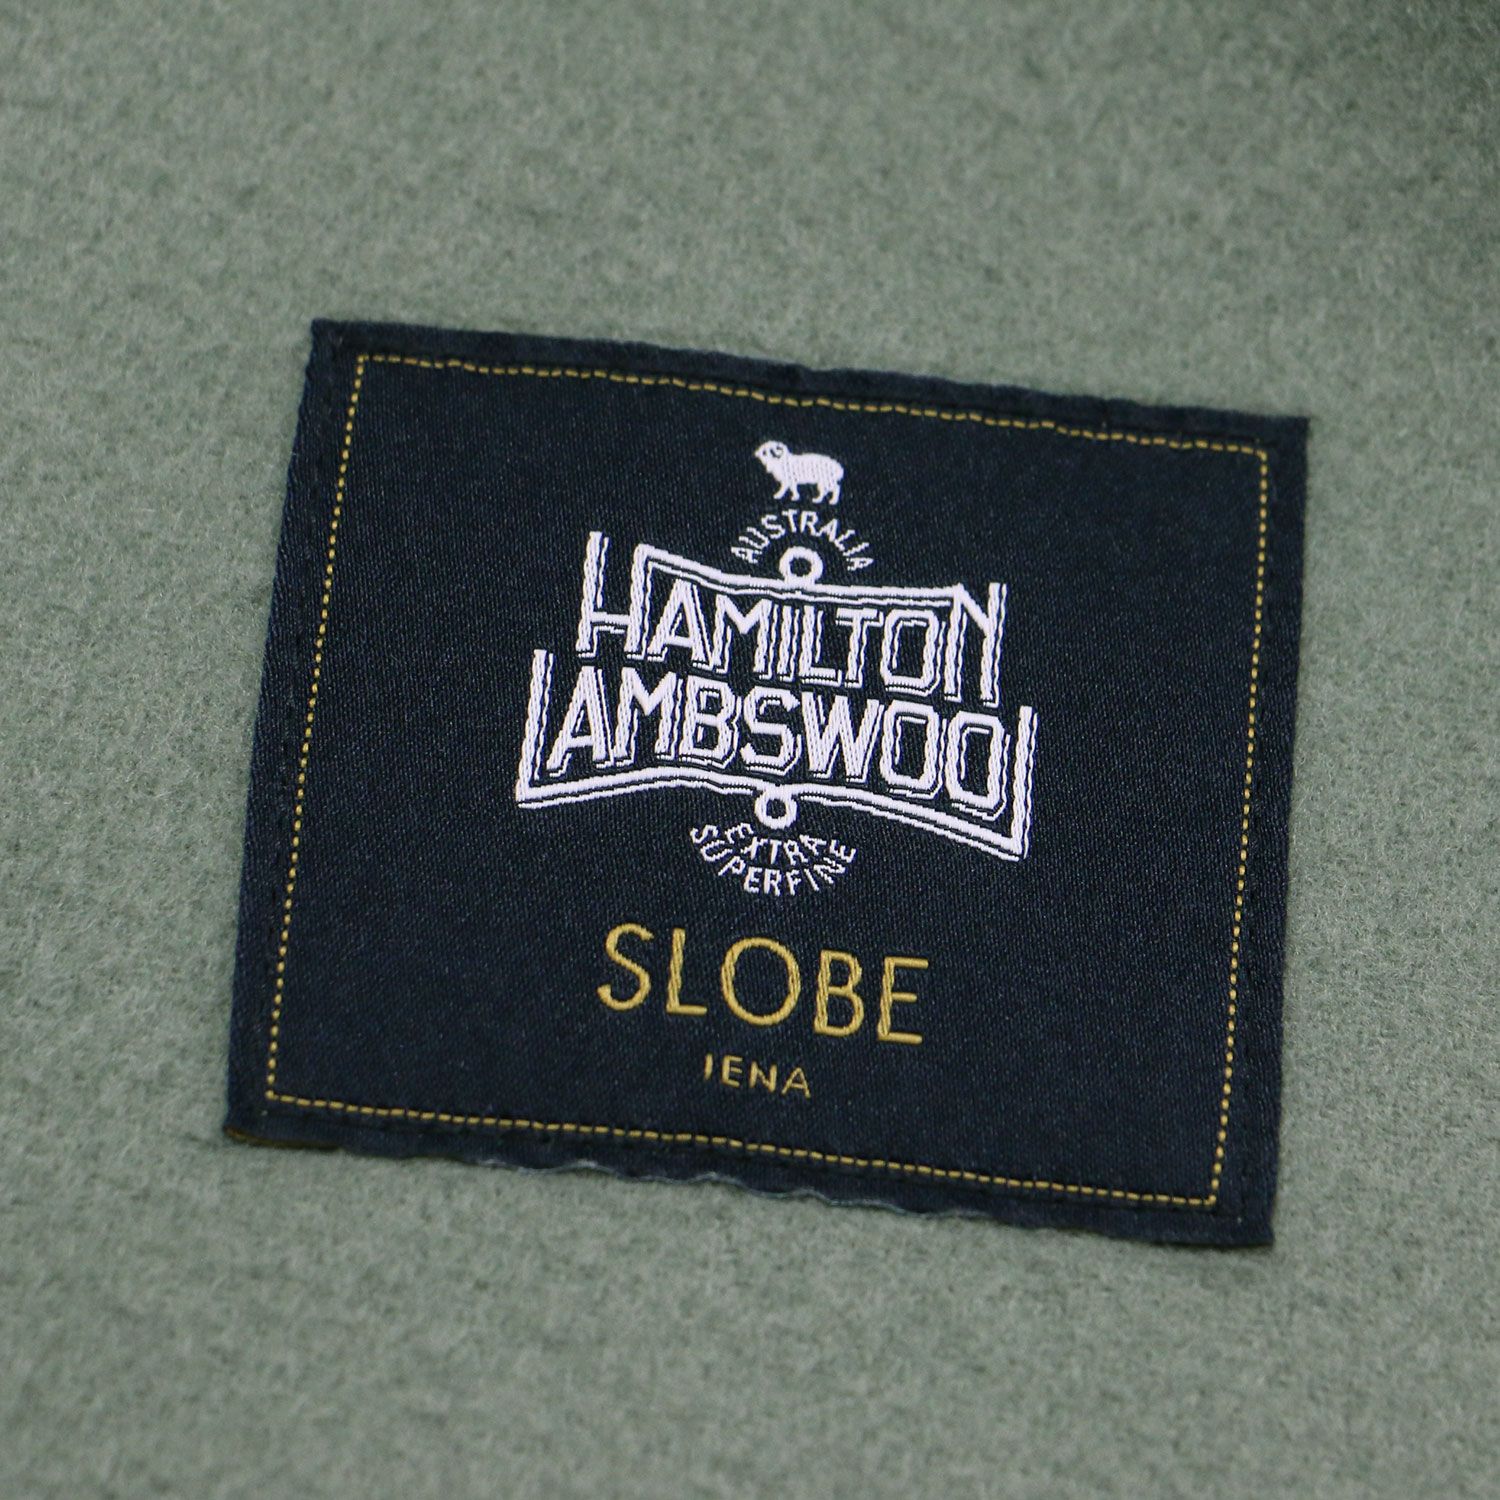 AUSTRALIA
HAMILTON
LAMBSWOOL
EXTRA
SUPERFINE
SLOBE
IENA